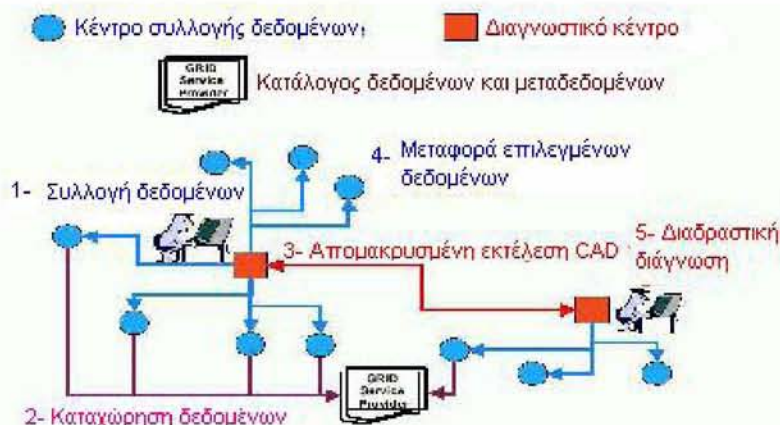 Κέντρο συλλογής δεδομένων;
Διαγνωστικό κέντρο
GRID
Service
Provider
Κατάλογος δεδομένων και μεταδεδομένων
4- Μεταφορά επιλεγμένων
δεδομένων
1- Συλλογή δεδομένων
3- Απομακρυσμένη εκτέλεση CAD
5- Διαδραστική
διάγνωση
GRID
Service
Provider
2- Καταχώρηση δεδομένων